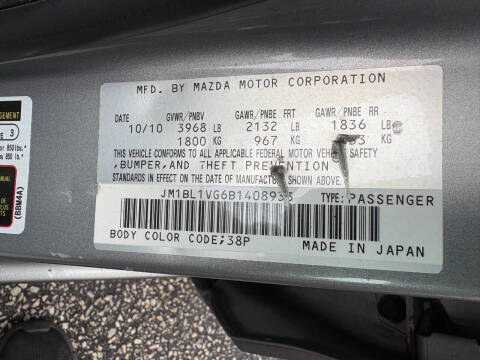 MFD. BY MAZDA MOTOR CORPORATION
DATE GVWR/PNBV GAWR/PNBE FRT GAWR/PNBE RR
10/10 3968 LB 2132 LB 1836 LB
1800 KG 967 KG KG
THIS VEHICLE CONFORMS TO ALL APPLICABLE FEDERAL MOTOR VEHICLE SAFETY
,BUMPER,AND THEFT PREVENTION
STANDARDS IN EFFECT ON THE DATE OF MANUFACTURE SHOWN ABOVE.
TYPE:PASSENGER
BODY COLOR CODE;38P
MADE IN JAPAN
(BBM4A)
3